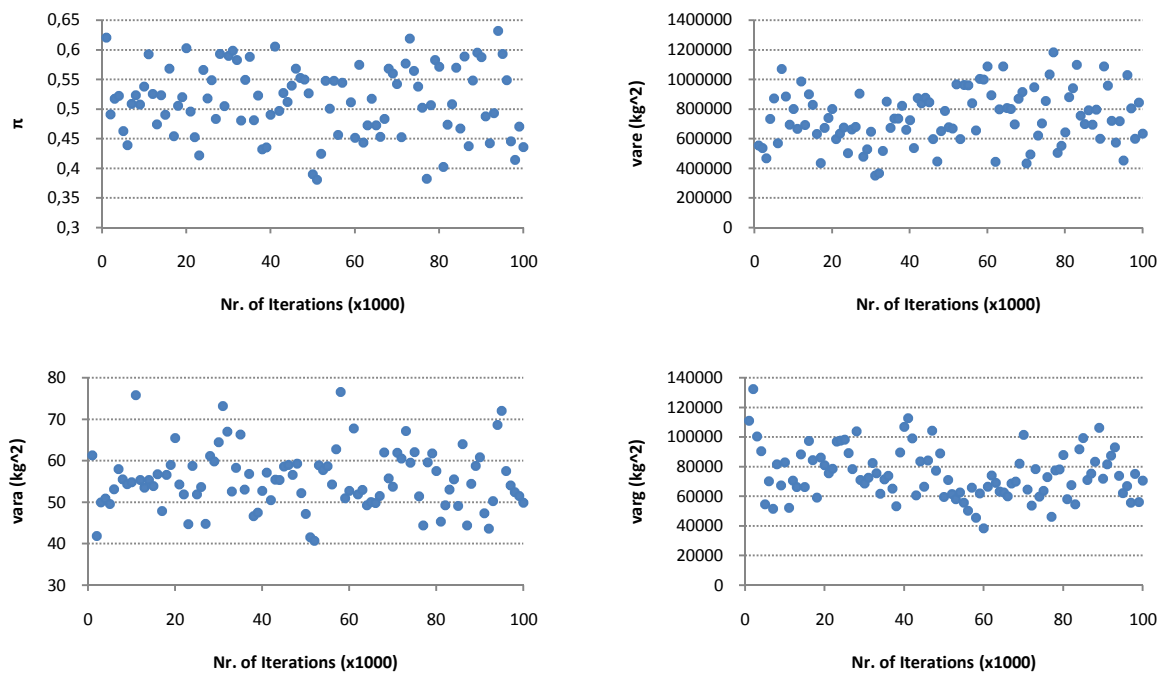 0,65
0,6
0,55
0,5
0,45
0,4
0,35
0,3
π
0 20 40 60 80 100
Nr. of Iterations (x1000)
1400000
1200000
1000000
800000
600000
400000
200000
0
vare (kg^2)
0 20 40 60 80 100
Nr. of Iterations (x1000)
80
70
60
50
40
30
vara (kg^2)
0 20 40 60 80 100
Nr. of Iterations (x1000)
140000
120000
100000
80000
60000
40000
20000
0
varg (kg^2)
0 20 40 60 80 100
Nr. of Iterations (x1000)